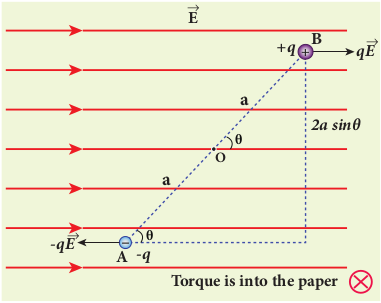 E⃗
B
+q
+
qE⃗
a
θ
2a sinθ
O
a
θ
-qE⃗
−
A -q
Torque is into the paper